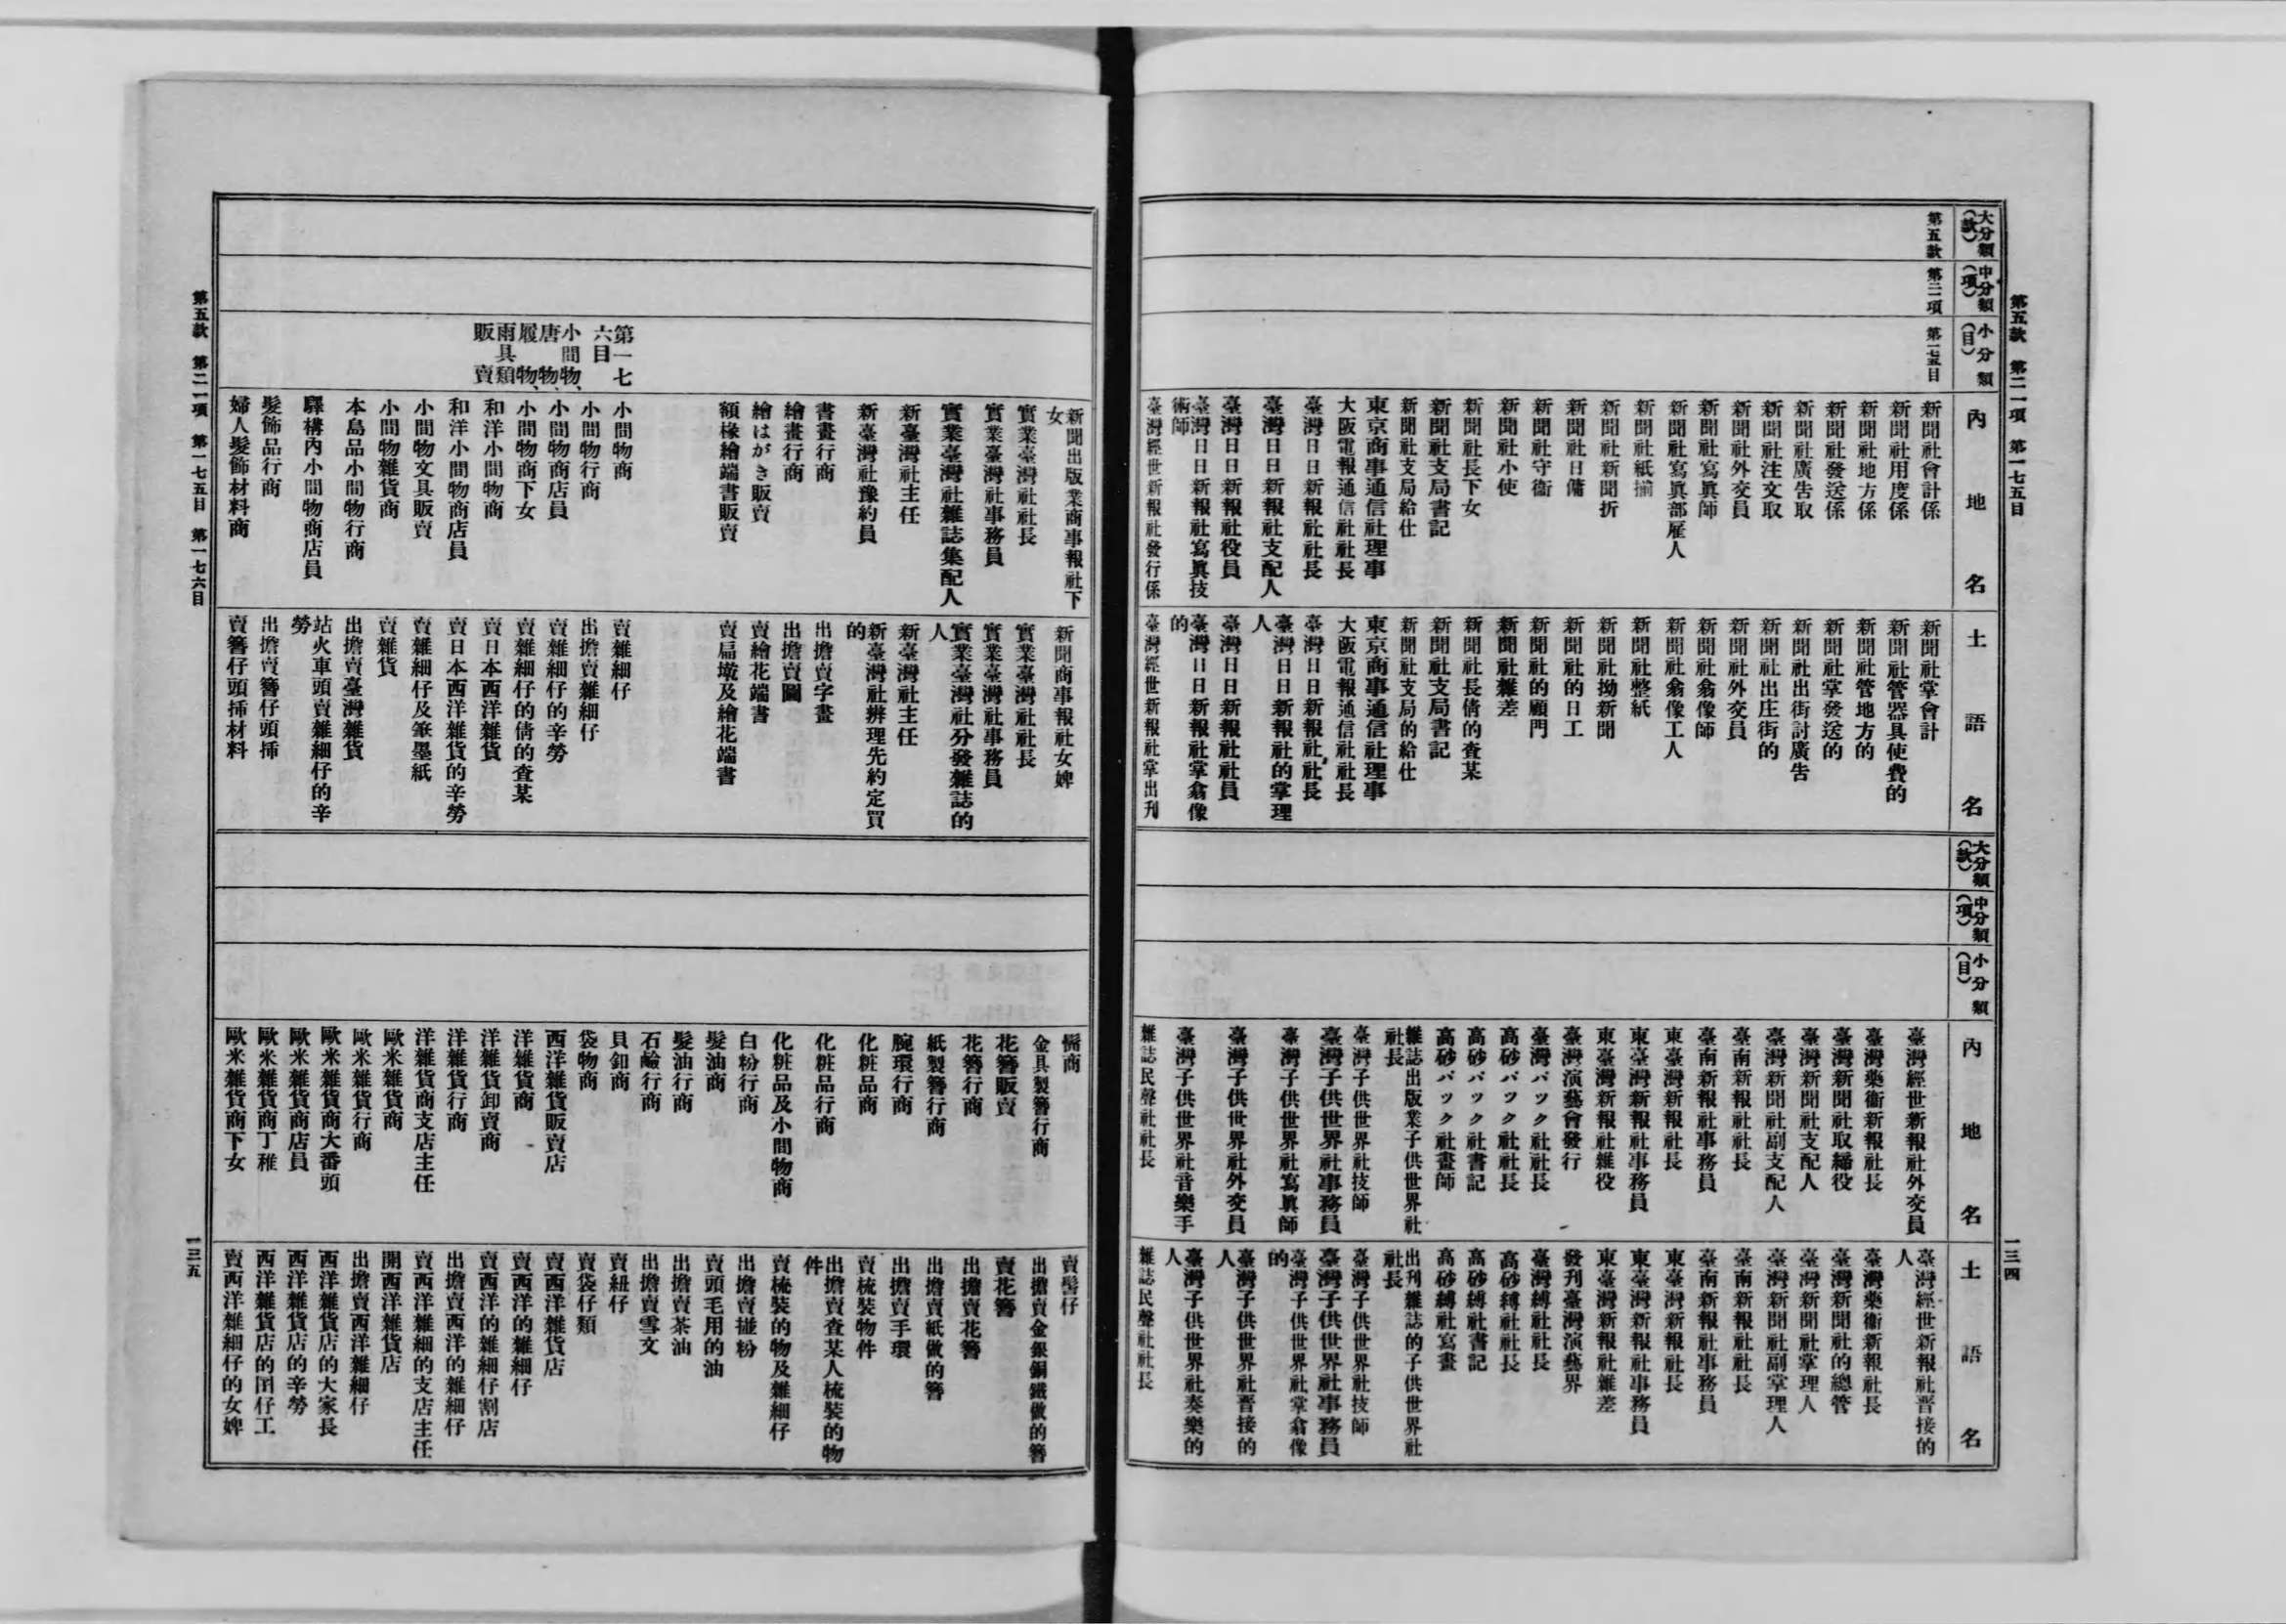 第五款 第二一項 第一七五目
一三四
大分類（款）
中分類（項）
小分類（目）
內地名
土語名
第五款
第二一項
第一七五目
新聞社會計係
新聞社用度係
新聞社地方係
新聞社發送係
新聞社廣告取
新聞社注文取
新聞社外交員
新聞社寫眞師
新聞社寫眞部雇人
新聞社紙揃
新聞社新聞折
新聞社日傭
新聞社守衞
新聞社小使
新聞社長下女
新聞社支局書記
新聞社支局給仕
東京商事通信社理事
大阪電報通信社社長
臺灣日日新報社社長
臺灣日日新報社支配人
臺灣日日新報社役員
臺灣日日新報社寫眞技
術師
臺灣經世新報社發行係
新聞社掌會計
新聞社管器具使費的
新聞社管地方的
新聞社掌發送的
新聞社出街討廣告
新聞社出庄街的
新聞社外交員
新聞社翕像師
新聞社翕像工人
新聞社整紙
新聞社拗新聞
新聞社的日工
新聞社的顧門
新聞社雜差
新聞社長倩的查某
新聞社支局書記
新聞社支局的給仕
東京商事通信社理事
大阪電報通信社社長
臺灣日日新報社社長
臺灣日日新報社的掌理
人
臺灣日日新報社社員
臺灣日日新報社掌翕像
的
臺灣經世新報社掌出刋
大分類（款）
中分類（項）
小分類（目）
內地名
土語名
臺灣經世新報社外交員
臺灣藥衞新報社長
臺灣新聞社取締役
臺灣新聞社支配人
臺灣新聞社副支配人
臺南新報社社長
臺南新報社事務員
東臺灣新報社長
東臺灣新報社事務員
東臺灣新報社雜役
臺灣演藝會發行
臺灣パック社社長
高砂パック社社長
高砂パック社書記
高砂パック社畫師
雜誌出版業子供世界社
社長
臺灣子供世界社技師
臺灣子供世界社事務員
臺灣子供世界社寫眞師
臺灣子供世界社外交員
臺灣子供世界社音樂手
雜誌民聲社社長
臺灣經世新報社晋接的
人
臺灣藥衞新報社長
臺灣新聞社的總管
臺灣新聞社掌理人
臺灣新聞社副掌理人
臺南新報社社長
臺南新報社事務員
東臺灣新報社長
東臺灣新報社事務員
東臺灣新報社雜差
發刋臺灣演藝界
臺灣縛社社長
高砂縛社社長
高砂縛社書記
高砂縛社寫畫
出刋雜誌的子供世界社
社長
臺灣子供世界社技師
臺灣子供世界社事務員
臺灣子供世界社掌翕像
的
臺灣子供世界社晋接的
人
臺灣子供世界社奏樂的
人
雜誌民聲社社長
新聞出版業商事報社下
女
實業臺灣社社長
實業臺灣社事務員
實業臺灣社雜誌集配人
新臺灣社主任
新臺灣社豫約員
書畫行商
繪畫行商
繪はがき販賣
額椽繪端書販賣
第一七
六目
小間物、
唐物、
履物、
雨具類
販賣
小間物商
小間物行商
小間物商店員
小間物商下女
和洋小間物商
和洋小間物商店員
小間物文具販賣
小間物雜貨商
本島品小間物行商
驛構內小間物商店員
髮飾品行商
婦人髮飾材料商
新聞商事報社女婢
實業臺灣社社長
實業臺灣社事務員
實業臺灣社分發雜誌的
人
新臺灣社主任
新臺灣社辨理先約定買
的
出擔賣字畫
出擔賣圖
賣繪花端書
賣扁墩及繪花端書
賣雜細仔
出擔賣雜細仔
賣雜細仔的辛勞
賣雜細仔的倩的查某
賣日本西洋雜貨
賣日本西洋雜貨的辛勞
賣雜細仔及筆墨紙
賣雜貨
出擔賣臺灣雜貨
站火車頭賣雜細仔的辛
勞
出擔賣簪仔頭揷
賣簪仔頭揷材料
髢商
金具製簪行商
花簪販賣
花簪行商
紙製簪行商
腕環行商
化粧品商
化粧品行商
化粧品及小間物商
白粉行商
髮油商
髮油行商
石鹼行商
貝釦商
袋物商
西洋雜貨販賣店
洋雜貨商
洋雜貨卸賣商
洋雜貨行商
洋雜貨商支店主任
歐米雜貨商
歐米雜貨行商
歐米雜貨商大番頭
歐米雜貨商店員
歐米雜貨商丁稚
歐米雜貨商下女
賣髻仔
出擔賣金銀銅鐵做的簪
賣花簪
出擔賣花簪
出擔賣紙做的簪
出擔賣手環
賣梳裝物件
出擔賣查某人梳裝的物
件
賣梳裝的物及雜細仔
出擔賣碰粉
賣頭毛用的油
出擔賣茶油
出擔賣雪文
賣紐仔
賣袋仔類
賣西洋雜貨店
賣西洋的雜細仔
賣西洋的雜細仔割店
出擔賣西洋的雜細仔
賣西洋雜細的支店主任
開西洋雜貨店
出擔賣西洋雜細仔
西洋雜貨店的大家長
西洋雜貨店的辛勞
西洋雜貨店的囝仔工
賣西洋雜細仔的女婢
第五款 第二一項 第一七五目 第一七六目
一三五